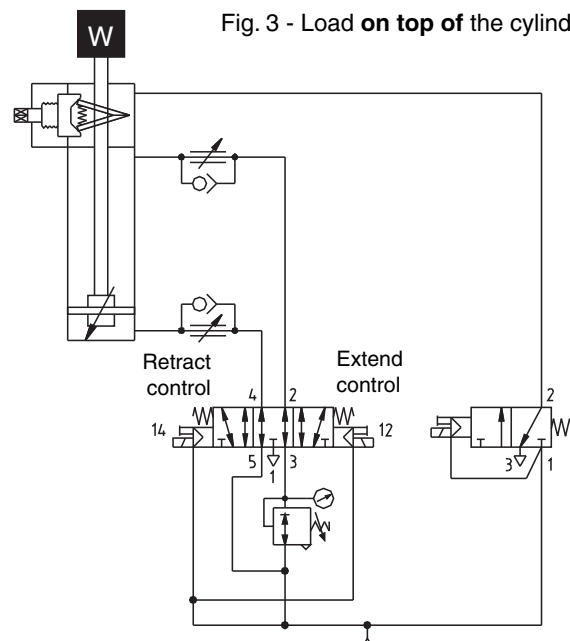 Fig. 3 - Load on top of the cylind
W
Retract
control
Extend
control
4 2
14
12
5 3
1
2
3
1